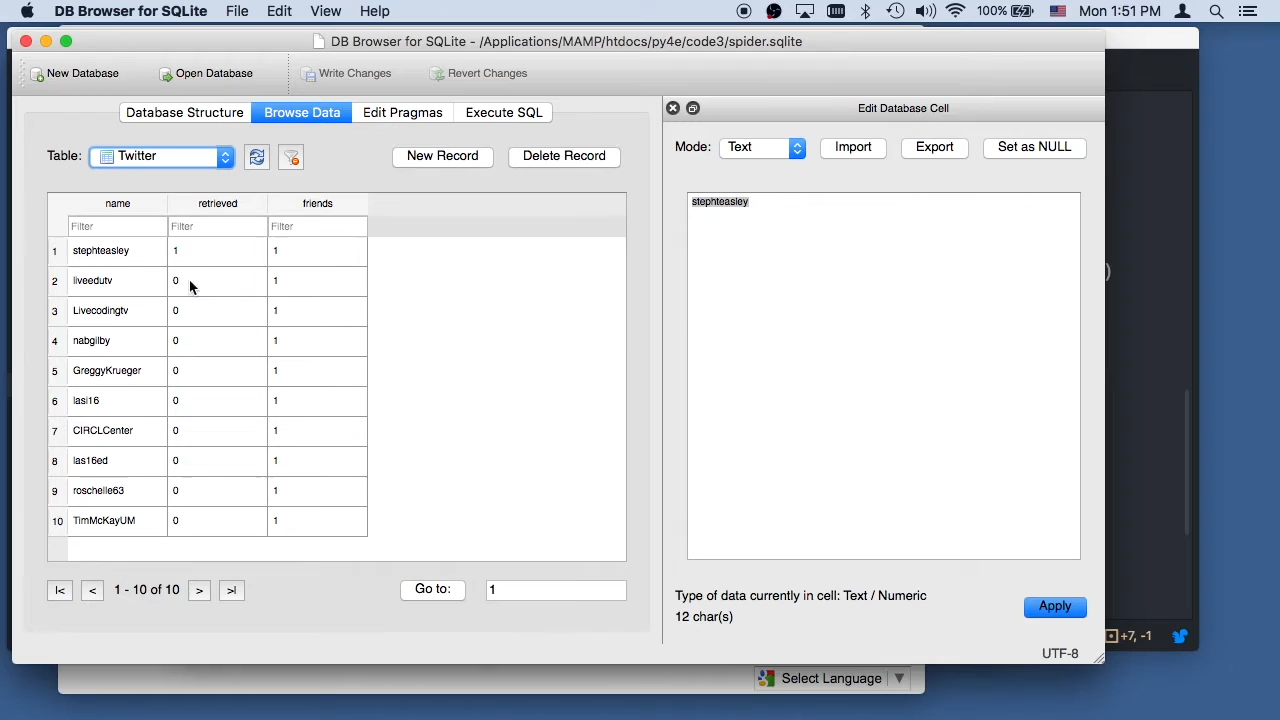 DB Browser for SQLite File Edit View Help 100% Mon 1:51 PM
DB Browser for SQLite - /Applications/MAMP/htdocs/py4e/code3/spider.sqlite
New Database Open Database Write Changes Revert Changes
Database Structure Browse Data Edit Pragmas Execute SQL
Edit Database Cell
Table: Twitter New Record Delete Record
Mode: Text Import Export Set as NULL
name retrieved friends
Filter Filter Filter
1 stephteasley 1 1
2 liveedutv 0 1
3 Livecodingtv 0 1
4 nabgilby 0 1
5 GreggyKrueger 0 1
6 lasi16 0 1
7 CIRCLCenter 0 1
8 las16ed 0 1
9 roschelle63 0 1
10 TimMcKayUM 0 1
stephteasley
|< < 1 - 10 of 10 > >| Go to: 1
Type of data currently in cell: Text / Numeric
12 char(s)
Apply
UTF-8
)
+7, -1
Select Language ▼